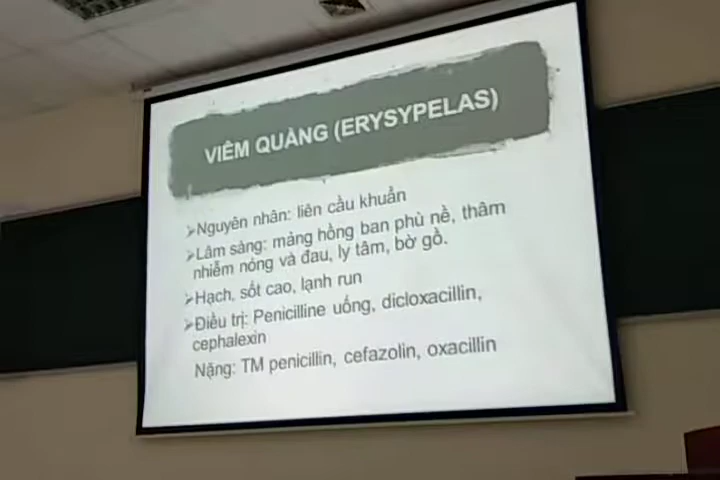 VIÊM QUẦNG (ERYSYPELAS)
➢Nguyên nhân: liên cầu khuẩn
➢Lâm sàng: mảng hồng ban phù nề, thâm
nhiễm nóng và đau, ly tâm, bờ gồ.
➢Hạch, sốt cao, lạnh run
➢Điều trị: Penicilline uống, dicloxacillin,
cephalexin
Nặng: TM penicillin, cefazolin, oxacillin